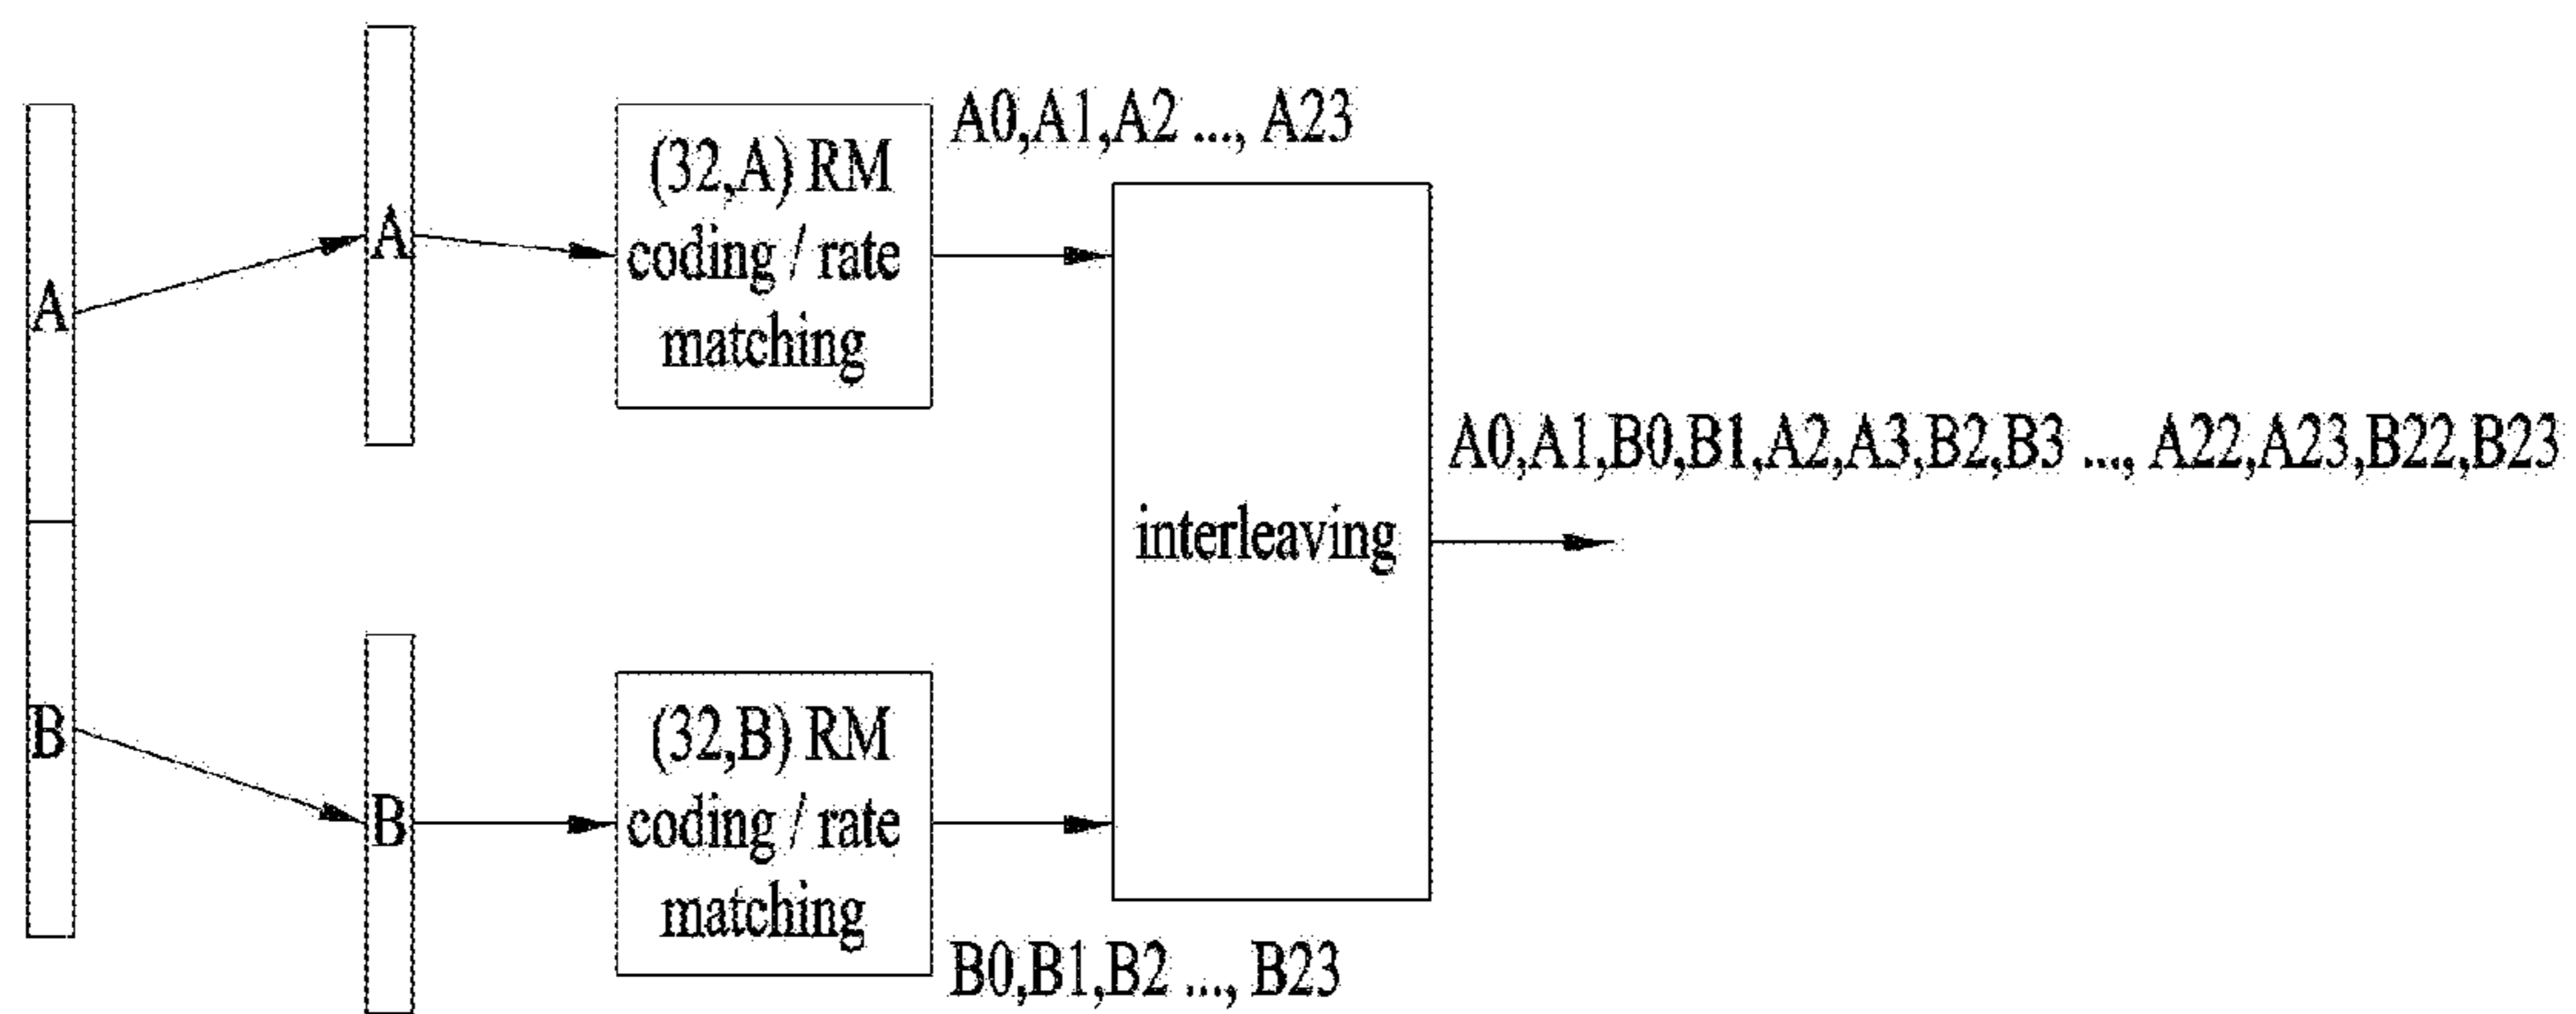 A
B
A
B
(32,A) RM
coding / rate
matching
A0,A1,A2 ..., A23
(32,B) RM
coding / rate
matching
B0,B1,B2 ..., B23
interleaving
A0,A1,B0,B1,A2,A3,B2,B3 ..., A22,A23,B22,B23